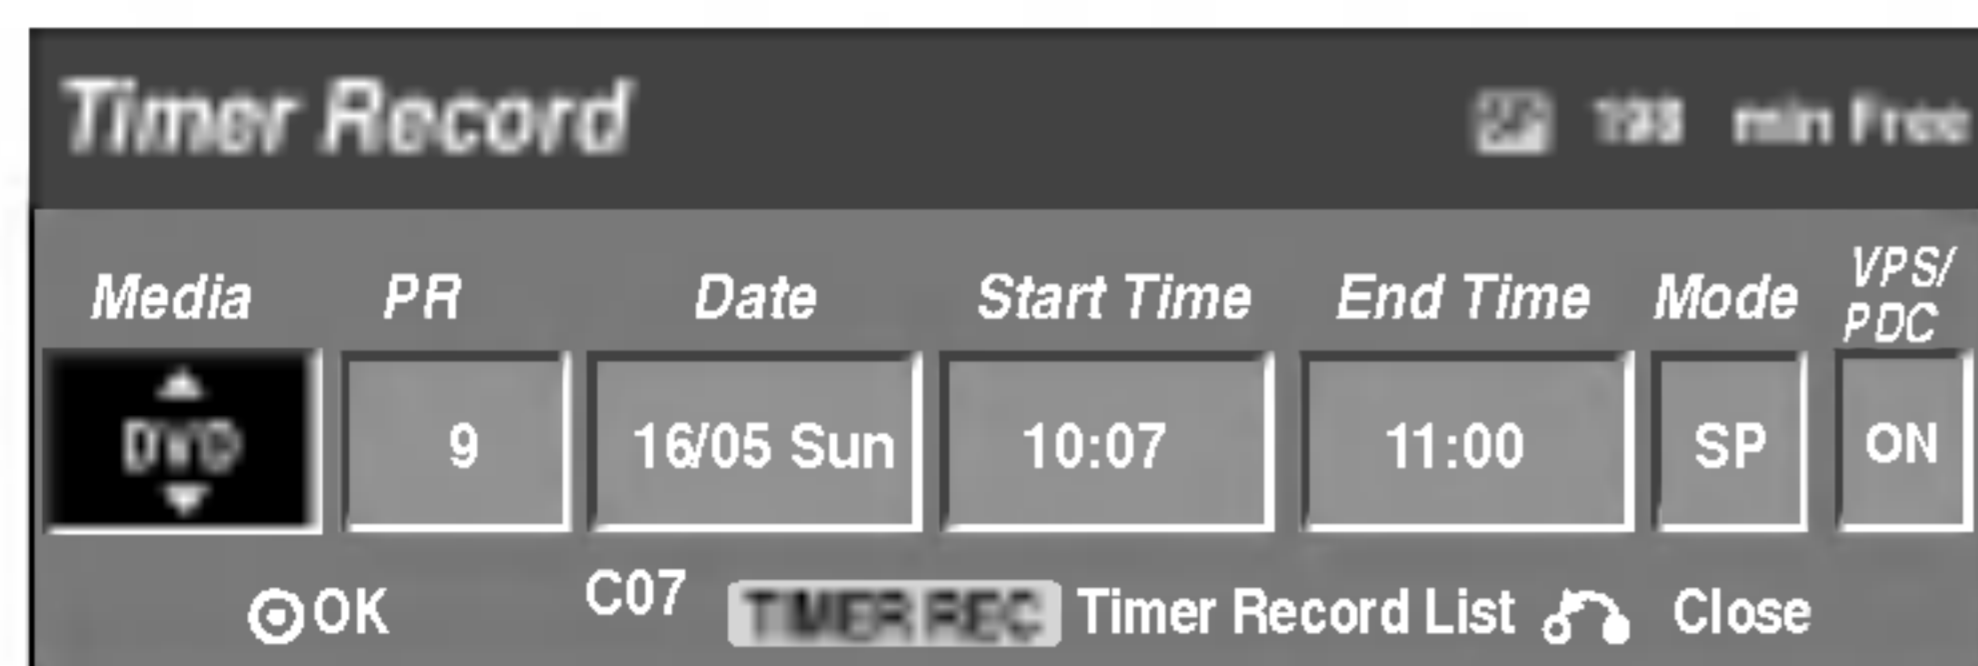 Timer Record
198 min Free
Media PR Date Start Time End Time Mode VPS/PDC
DVD 9 16/05 Sun 10:07 11:00 SP ON
OK C07 TIMER REC Timer Record List Close